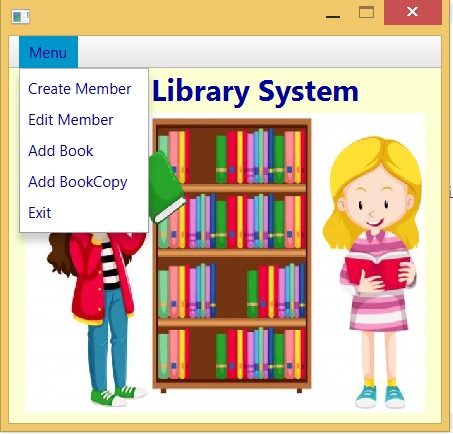 Menu
Library System
Create Member
Edit Member
Add Book
Add BookCopy
Exit